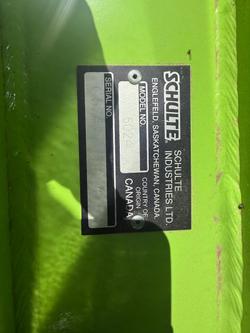 SCHULTE
SCHULTE
INDUSTRIES LTD.
ENGLEFELD, SASKATCHEWAN, CANADA.
MODEL NO.
COUNTRY OF
ORIGIN
CANADA
SERIAL NO.